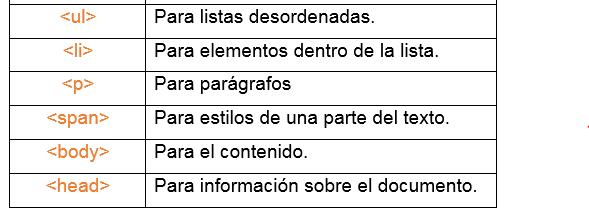 <ul> Para listas desordenadas.
<li> Para elementos dentro de la lista.
<p> Para parágrafos
<span> Para estilos de una parte del texto.
<body> Para el contenido.
<head> Para información sobre el documento.